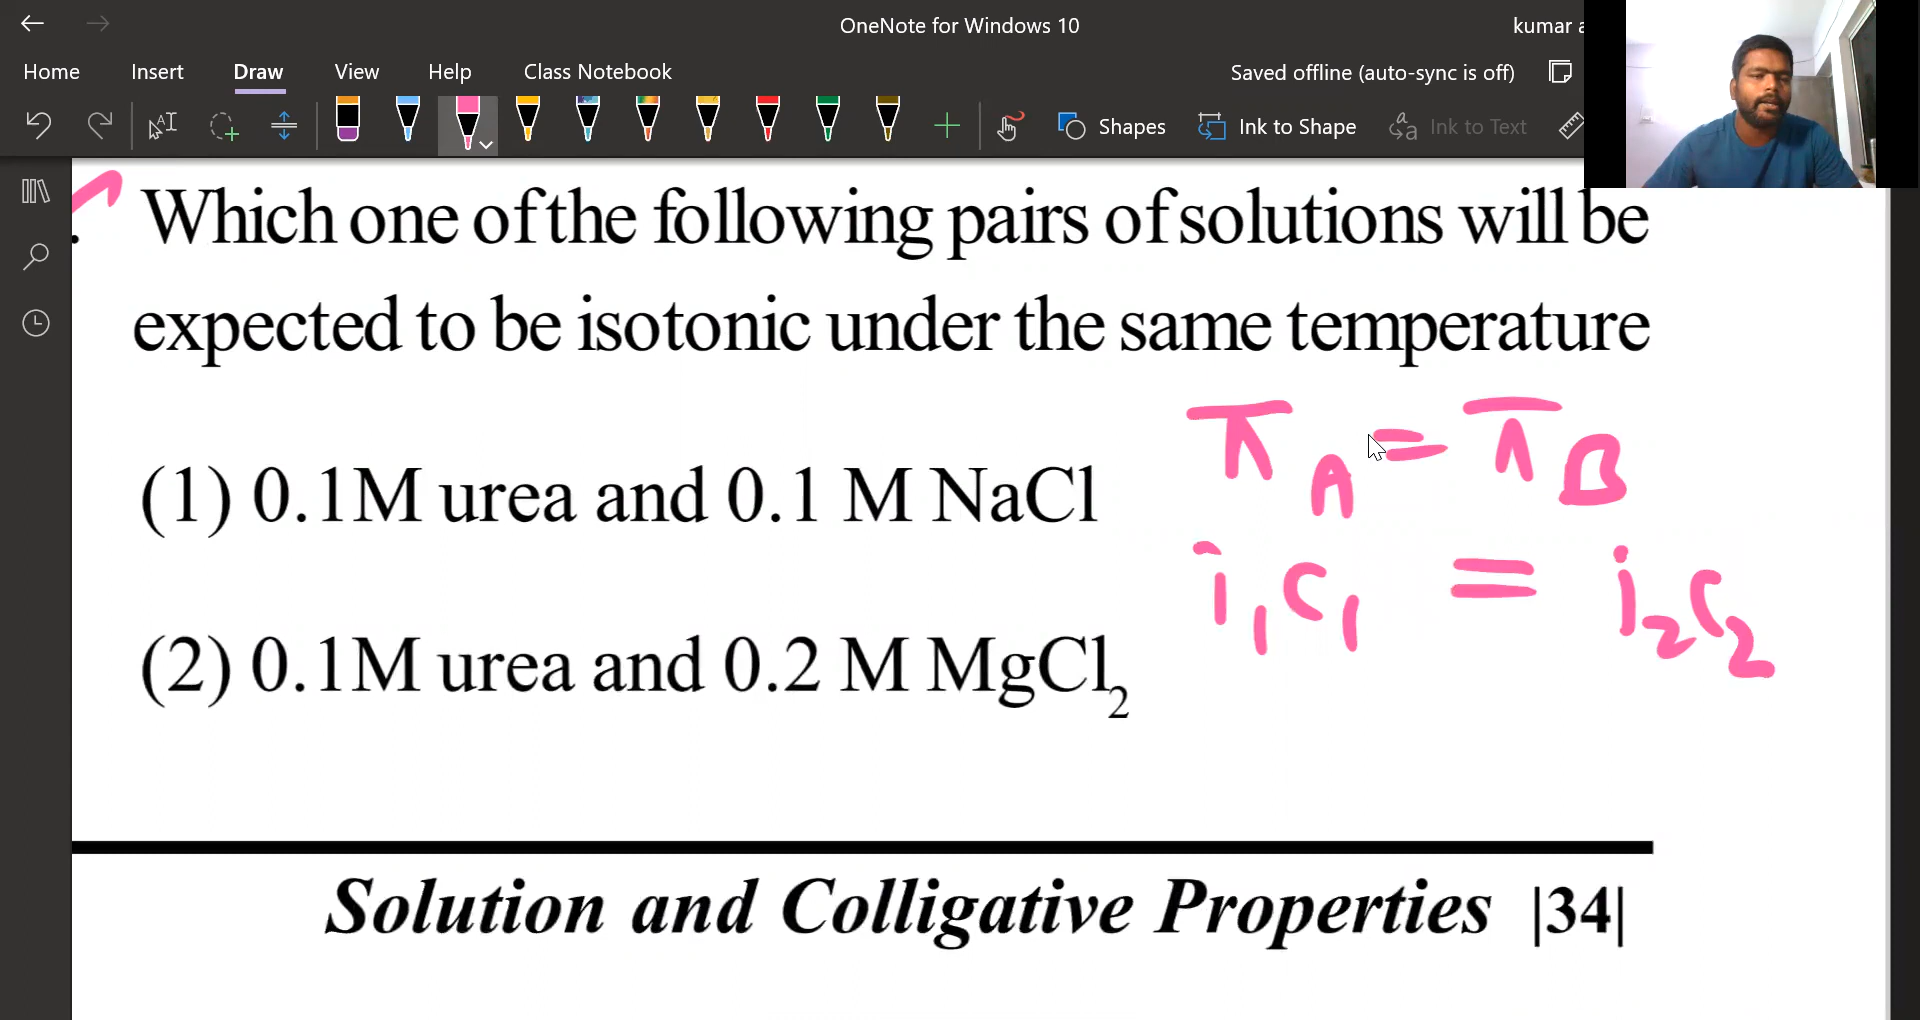 OneNote for Windows 10
kumar a
Home Insert Draw View Help Class Notebook
Saved offline (auto-sync is off)
Shapes Ink to Shape Ink to Text
. Which one of the following pairs of solutions will be
expected to be isotonic under the same temperature
π A = π B
(1) 0.1M urea and 0.1 M NaCl
i₁C₁ = i₂C₂
(2) 0.1M urea and 0.2 M MgCl₂
Solution and Colligative Properties |34|